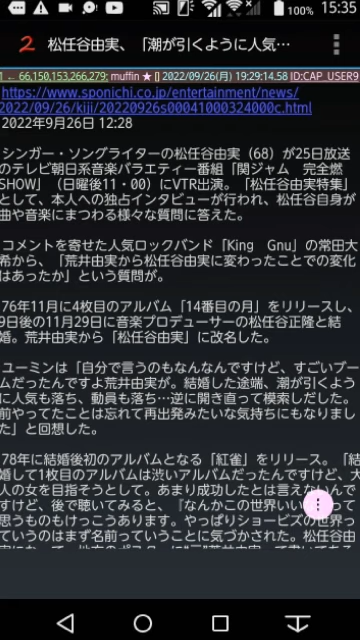 100% 15:35
2 松任谷由実、「潮が引くように人気…
1 ← 66,150,153,266,279; muffin ★ [] 2022/09/26(月) 19:29:14.58 ID:CAP_USER9
https://www.sponichi.co.jp/entertainment/news/
2022/09/26/kiji/20220926s00041000324000c.html
2022年9月26日 12:28
シンガー・ソングライターの松任谷由実（68）が25日放送
のテレビ朝日系音楽バラエティー番組「関ジャム　完全燃
SHOW」（日曜後11・00）にVTR出演。「松任谷由実特集」
として、本人への独占インタビューが行われ、松任谷自身が
曲や音楽にまつわる様々な質問に答えた。
コメントを寄せた人気ロックバンド「King　Gnu」の常田大
希から、「荒井由実から松任谷由実に変わったことでの変化
はあったか」という質問が。
76年11月に4枚目のアルバム「14番目の月」をリリースし、
9日後の11月29日に音楽プロデューサーの松任谷正隆と結
婚。荒井由実から「松任谷由実」に改名した。
ユーミンは「自分で言うのもなんなんですけど、すごいブー
ムだったんですよ荒井由実が。結婚した途端、潮が引くよう
に人気も落ち、動員も落ち…逆に開き直って模索しだした。
前やってたことは忘れて再出発みたいな気持ちにもなりまし
た」と回想した。
78年に結婚後初のアルバムとなる「紅雀」をリリース。「結
婚して1枚目のアルバムは渋いアルバムだったんですけど、大
人の女を目指そうとして。あまり成功したとは言えないんで
すけど、後で聴いてみると、『なんかこの世界いい って
思うものもけっこうあります。やっぱりショービズの世界っ
ていうのはまず名前っていうことに気づかされた。松任谷由